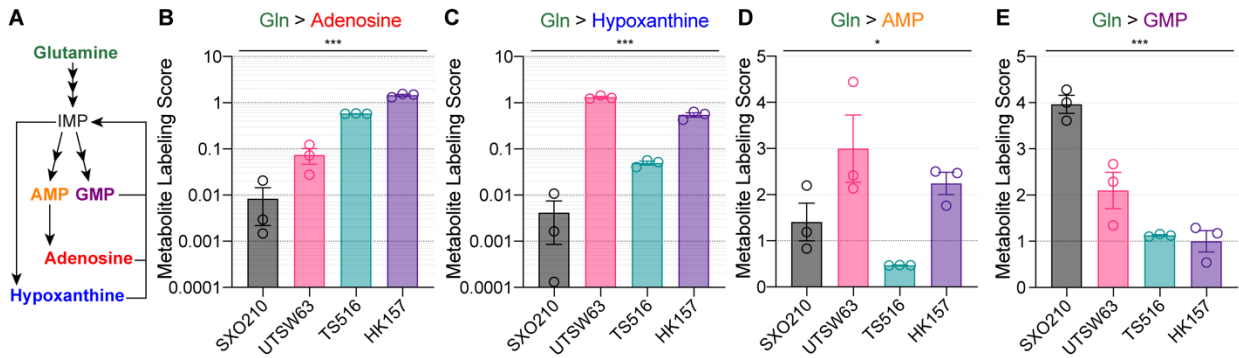 A
Glutamine
IMP
AMP GMP
Adenosine
Hypoxanthine
B
Gln > Adenosine
***
Metabolite Labeling Score
10
1
0.1
0.01
0.001
0.0001
SXO210
UTSW63
TS516
HK157
C
Gln > Hypoxanthine
***
Metabolite Labeling Score
10
1
0.1
0.01
0.001
0.0001
SXO210
UTSW63
TS516
HK157
D
Gln > AMP
*
Metabolite Labeling Score
5
4
3
2
1
0
SXO210
UTSW63
TS516
HK157
E
Gln > GMP
***
Metabolite Labeling Score
5
4
3
2
1
0
SXO210
UTSW63
TS516
HK157